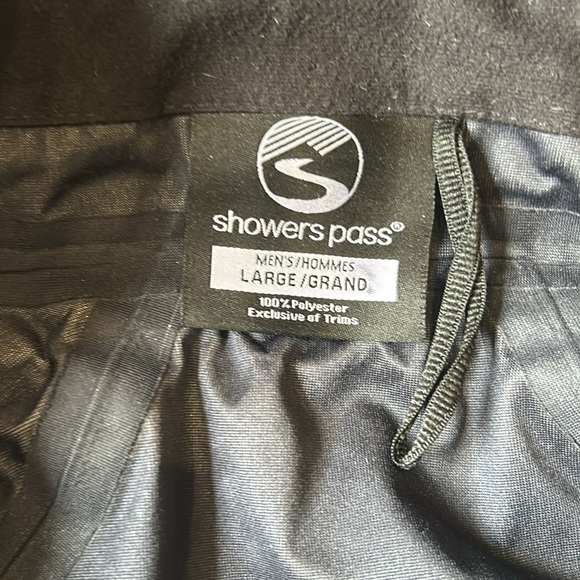 showers pass®
MEN'S/HOMMES
LARGE/GRAND
100% Polyester
Exclusive of Trims